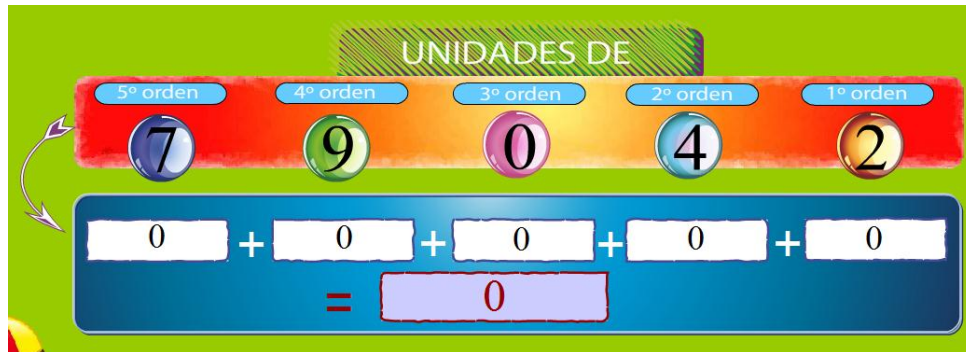 UNIDADES DE
5º orden 4º orden 3º orden 2º orden 1º orden
7 9 0 4 2
0 + 0 + 0 + 0 + 0
= 0